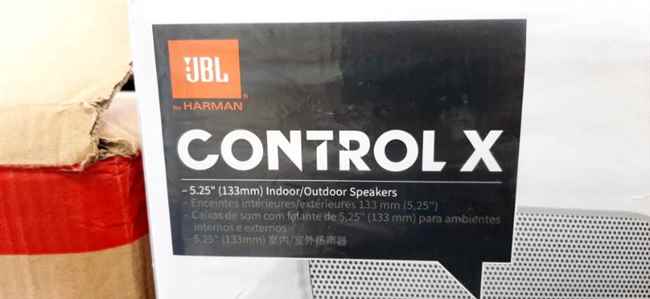 JBL
by HARMAN
CONTROL X
– 5.25" (133mm) Indoor/Outdoor Speakers
– Enceintes intérieures/extérieures 133 mm (5,25")
– Caixas de som com falante de 5,25" (133 mm) para ambientes
internos e externos
– 5.25" (133mm) 室内/室外扬声器